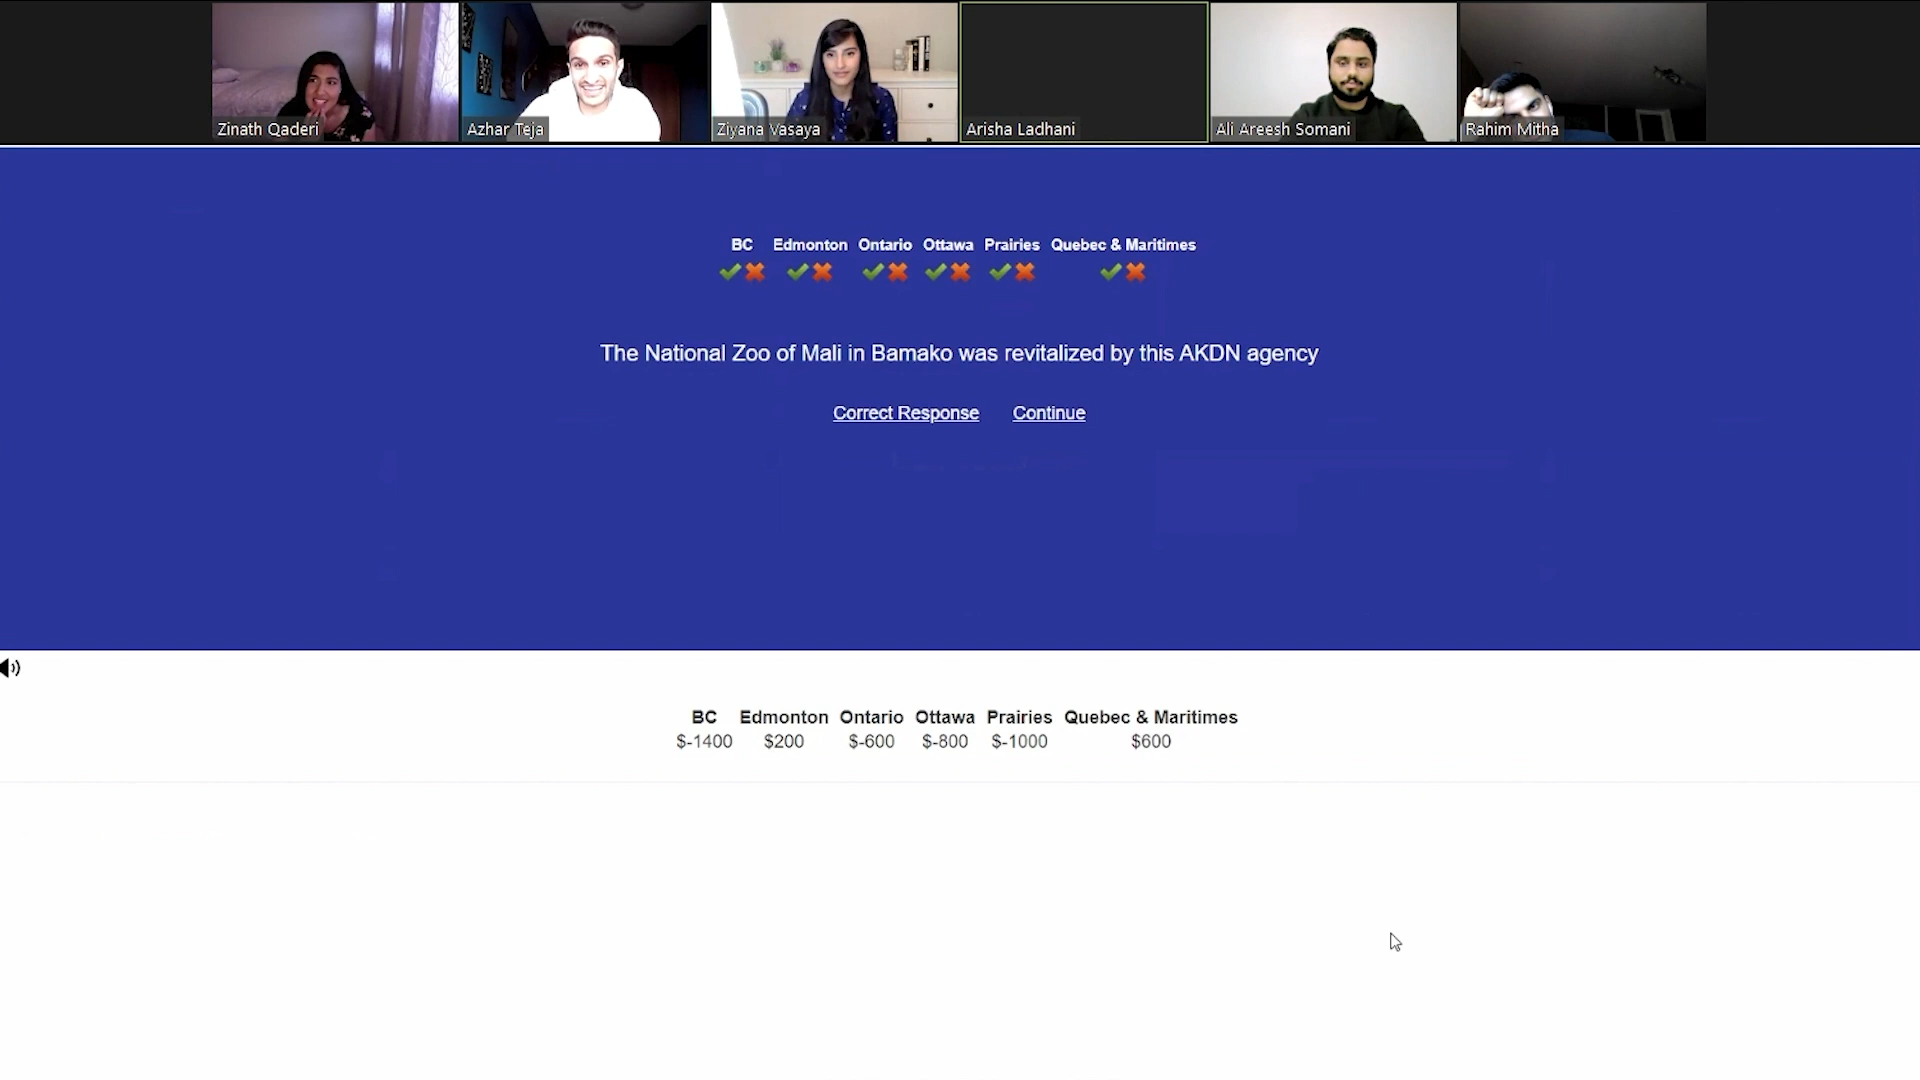 Zinath Qaderi
Azhar Teja
Ziyana Vasaya
Arisha Ladhani
Ali Areesh Somani
Rahim Mitha
BC Edmonton Ontario Ottawa Prairies Quebec & Maritimes
The National Zoo of Mali in Bamako was revitalized by this AKDN agency
Correct Response Continue
BC Edmonton Ontario Ottawa Prairies Quebec & Maritimes
$-1400 $200 $-600 $-800 $-1000 $600